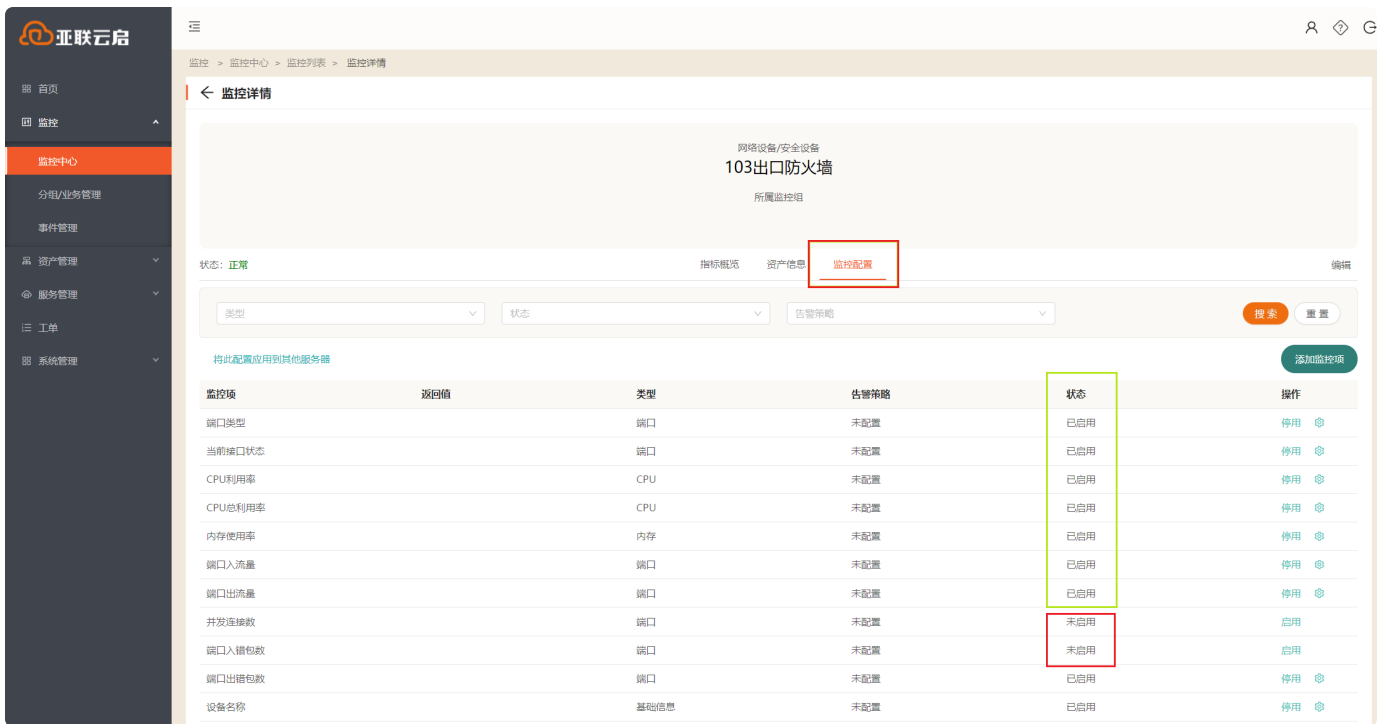 亚联云启
监控 > 监控中心 > 监控列表 > 监控详情
首页
监控
监控中心
分组/业务管理
事件管理
资产管理
服务管理
工单
系统管理
← 监控详情
网络设备/安全设备
103出口防火墙
所属监控组
状态：正常 指标概览 资产信息 监控配置 编辑
类型 状态 告警策略 搜索 重置
将此配置应用到其他服务器 添加监控项
监控项 返回值 类型 告警策略 状态 操作
端口类型 端口 未配置 已启用 停用
当前接口状态 端口 未配置 已启用 停用
CPU利用率 CPU 未配置 已启用 停用
CPU总利用率 CPU 未配置 已启用 停用
内存使用率 内存 未配置 已启用 停用
端口入流量 端口 未配置 已启用 停用
端口出流量 端口 未配置 已启用 停用
并发连接数 端口 未配置 未启用 启用
端口入错包数 端口 未配置 未启用 启用
端口出错包数 端口 未配置 已启用 停用
设备名称 基础信息 未配置 已启用 停用